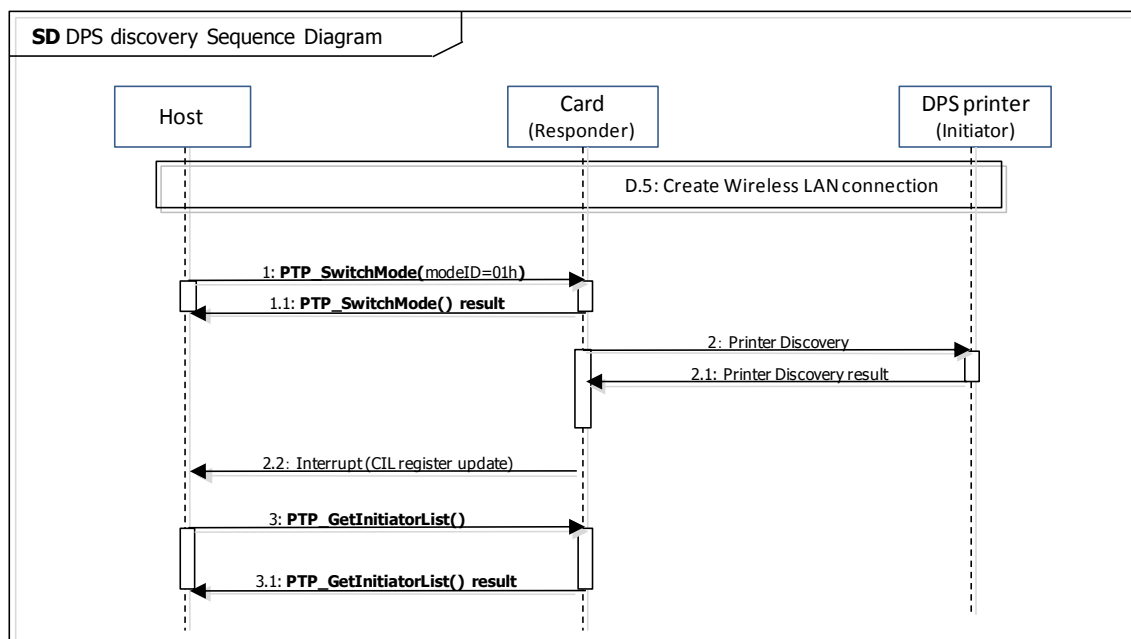 SD DPS discovery Sequence Diagram
Host
Card
(Responder)
DPS printer
(Initiator)
D.5: Create Wireless LAN connection
1: PTP_SwitchMode(modeID=01h)
1.1: PTP_SwitchMode() result
2: Printer Discovery
2.1: Printer Discovery result
2.2: Interrupt (CIL register update)
3: PTP_GetInitiatorList()
3.1: PTP_GetInitiatorList() result